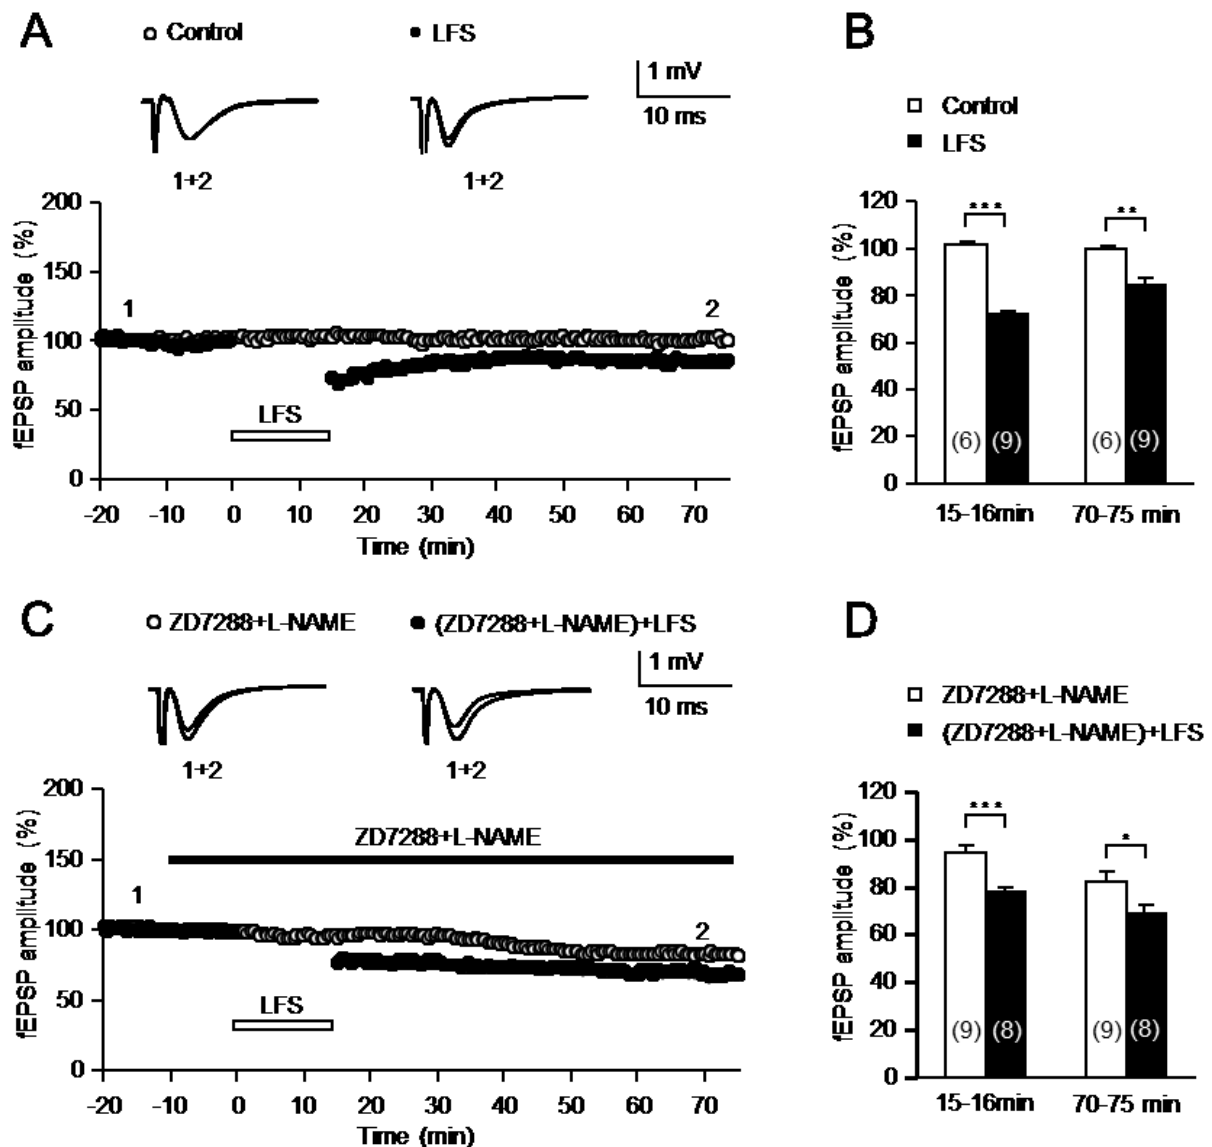 A
Control
LFS
1 mV
10 ms
1+2
1+2
fEPSP amplitude (%)
200
150
100
50
0
1
2
LFS
-20
-10
0
10
20
30
40
50
60
70
Time (min)
B
Control
LFS
fEPSP amplitude (%)
120
100
80
60
40
20
0
***
**
(6)
(9)
(6)
(9)
15-16min
70-75 min
C
ZD7288+L-NAME
(ZD7288+L-NAME)+LFS
1 mV
10 ms
1+2
1+2
fEPSP amplitude (%)
200
150
100
50
0
ZD7288+L-NAME
1
2
LFS
-20
-10
0
10
20
30
40
50
60
70
Time (min)
D
ZD7288+L-NAME
(ZD7288+L-NAME)+LFS
fEPSP amplitude (%)
120
100
80
60
40
20
0
***
*
(9)
(8)
(9)
(8)
15-16min
70-75 min